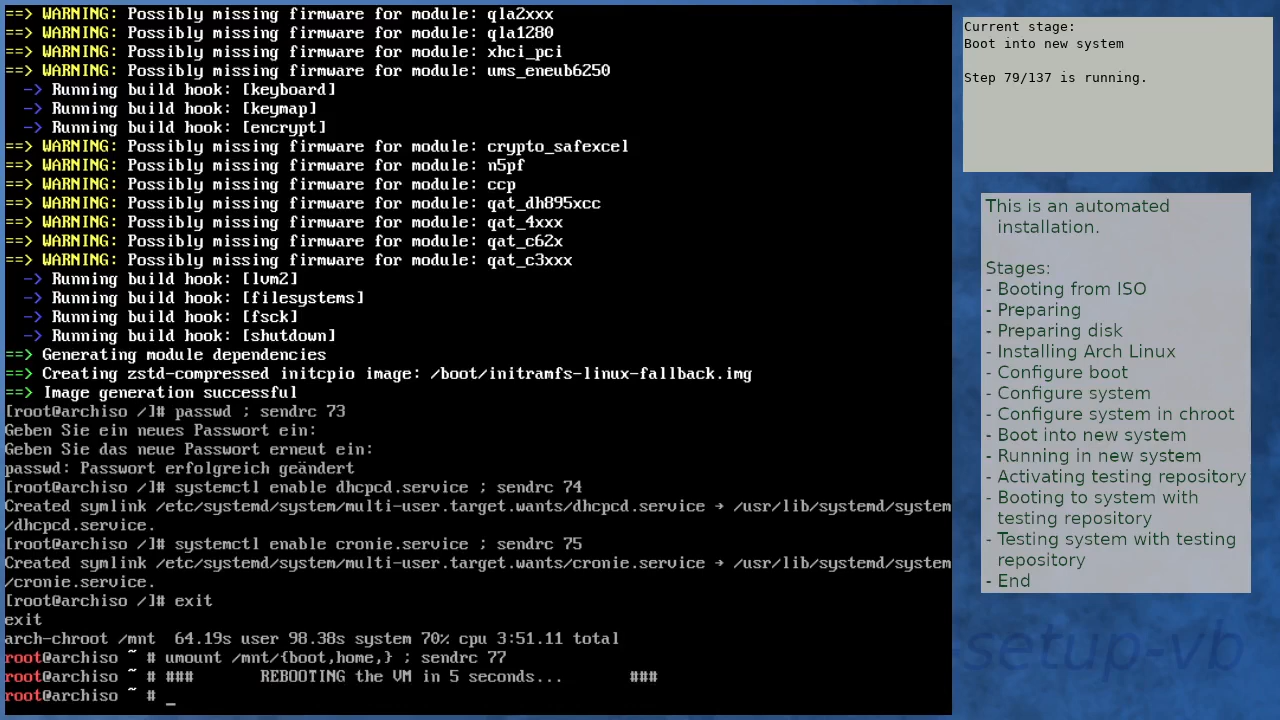 ==> WARNING: Possibly missing firmware for module: qla2xxx
==> WARNING: Possibly missing firmware for module: qla1280
==> WARNING: Possibly missing firmware for module: xhci_pci
==> WARNING: Possibly missing firmware for module: ums_eneub6250
  -> Running build hook: [keyboard]
  -> Running build hook: [keymap]
  -> Running build hook: [encrypt]
==> WARNING: Possibly missing firmware for module: crypto_safexcel
==> WARNING: Possibly missing firmware for module: n5pf
==> WARNING: Possibly missing firmware for module: ccp
==> WARNING: Possibly missing firmware for module: qat_dh895xcc
==> WARNING: Possibly missing firmware for module: qat_4xxx
==> WARNING: Possibly missing firmware for module: qat_c62x
==> WARNING: Possibly missing firmware for module: qat_c3xxx
  -> Running build hook: [lvm2]
  -> Running build hook: [filesystems]
  -> Running build hook: [fsck]
  -> Running build hook: [shutdown]
==> Generating module dependencies
==> Creating zstd-compressed initcpio image: /boot/initramfs-linux-fallback.img
==> Image generation successful
[root@archiso /]# passwd ; sendrc 73
Geben Sie ein neues Passwort ein:
Geben Sie das neue Passwort erneut ein:
passwd: Passwort erfolgreich geändert
[root@archiso /]# systemctl enable dhcpcd.service ; sendrc 74
Created symlink /etc/systemd/system/multi-user.target.wants/dhcpcd.service → /usr/lib/systemd/system
/dhcpcd.service.
[root@archiso /]# systemctl enable cronie.service ; sendrc 75
Created symlink /etc/systemd/system/multi-user.target.wants/cronie.service → /usr/lib/systemd/system
/cronie.service.
[root@archiso /]# exit
exit
arch-chroot /mnt  64.19s user 98.38s system 70% cpu 3:51.11 total
root@archiso ~ # umount /mnt/{boot,home,} ; sendrc 77
root@archiso ~ # ###       REBOOTING the VM in 5 seconds...       ###
root@archiso ~ # _
Current stage:
Boot into new system
Step 79/137 is running.
This is an automated
installation.
Stages:
- Booting from ISO
- Preparing
- Preparing disk
- Installing Arch Linux
- Configure boot
- Configure system
- Configure system in chroot
- Boot into new system
- Running in new system
- Activating testing repository
- Booting to system with
testing repository
- Testing system with testing
repository
- End
-setup-vb